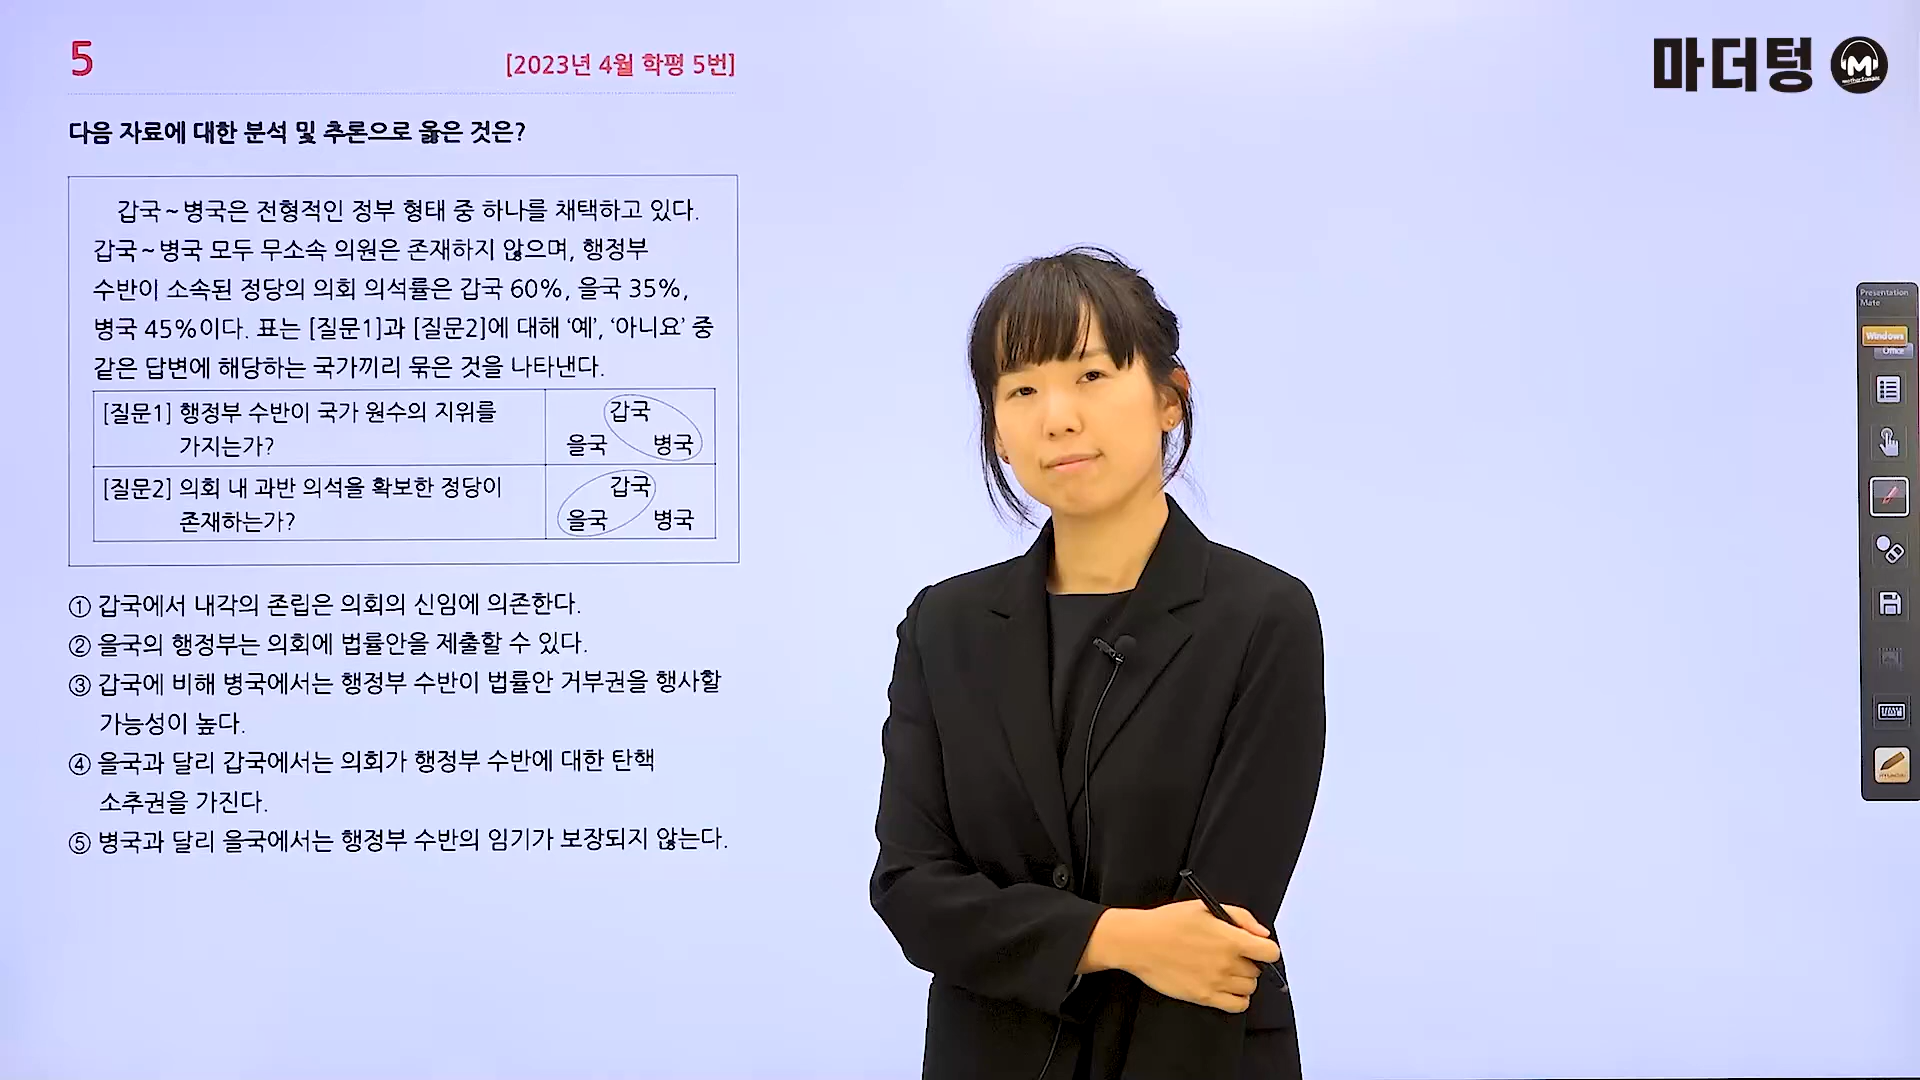 5
[2023년 4월 학평 5번]
마더텅
M
다음 자료에 대한 분석 및 추론으로 옳은 것은?
갑국~병국은 전형적인 정부 형태 중 하나를 채택하고 있다.
갑국~병국 모두 무소속 의원은 존재하지 않으며, 행정부
수반이 소속된 정당의 의회 의석률은 갑국 60%, 을국 35%,
병국 45%이다. 표는 [질문1]과 [질문2]에 대해 ‘예’, ‘아니요’ 중
같은 답변에 해당하는 국가끼리 묶은 것을 나타낸다.
[질문1] 행정부 수반이 국가 원수의 지위를
가지는가?
갑국
을국 병국
[질문2] 의회 내 과반 의석을 확보한 정당이
존재하는가?
갑국
을국 병국
① 갑국에서 내각의 존립은 의회의 신임에 의존한다.
② 을국의 행정부는 의회에 법률안을 제출할 수 있다.
③ 갑국에 비해 병국에서는 행정부 수반이 법률안 거부권을 행사할
가능성이 높다.
④ 을국과 달리 갑국에서는 의회가 행정부 수반에 대한 탄핵
소추권을 가진다.
⑤ 병국과 달리 을국에서는 행정부 수반의 임기가 보장되지 않는다.
Presentation
Mate
Windows
Office